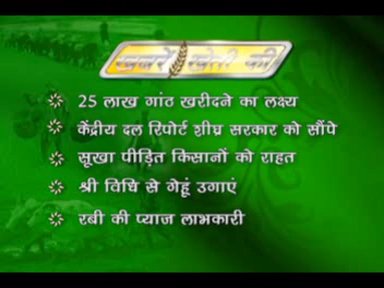 खबरें खेती की
25 लाख गांठ खरीदने का लक्ष्य
केंद्रीय दल रिपोर्ट शीघ्र सरकार को सौंपे
सूखा पीड़ित किसानों को राहत
श्री विधि से गेहूं उगाएं
रबी की प्याज लाभकारी